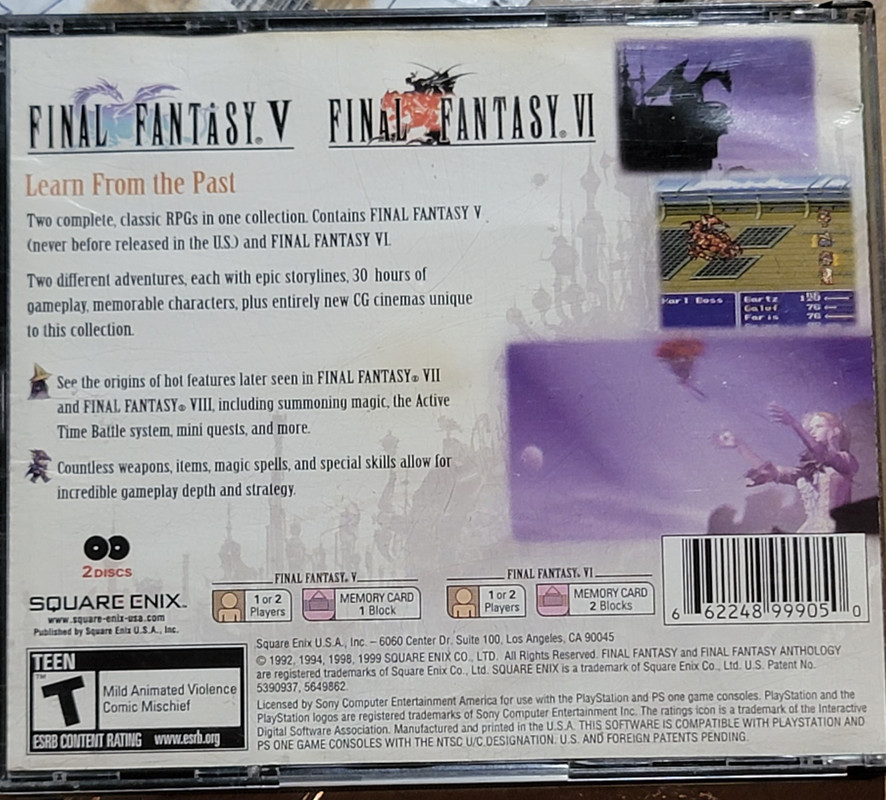 FINAL FANTASY® V
FINAL FANTASY® VI
Learn From the Past
Two complete, classic RPGs in one collection. Contains FINAL FANTASY V
(never before released in the U.S.) and FINAL FANTASY VI.
Two different adventures, each with epic storylines, 30 hours of
gameplay, memorable characters, plus entirely new CG cinemas unique
to this collection.
See the origins of hot features later seen in FINAL FANTASY® VII
and FINAL FANTASY® VIII, including summoning magic, the Active
Time Battle system, mini quests, and more.
Countless weapons, items, magic spells, and special skills allow for
incredible gameplay depth and strategy.
Karl Boss
Bartz
Galuf 76
Faris 76
2 DISCS
SQUARE ENIX™
www.square-enix-usa.com
Published by Square Enix U.S.A., Inc.
FINAL FANTASY® V
1 or 2
Players
MEMORY CARD
1 Block
FINAL FANTASY® VI
1 or 2
Players
MEMORY CARD
2 Blocks
6 62248 99905 0
TEEN
T™
Mild Animated Violence
Comic Mischief
ESRB CONTENT RATING www.esrb.org
Square Enix U.S.A., Inc. – 6060 Center Dr. Suite 100, Los Angeles, CA 90045
© 1992, 1994, 1998, 1999 SQUARE ENIX CO., LTD. All Rights Reserved. FINAL FANTASY and FINAL FANTASY ANTHOLOGY
are registered trademarks of Square Enix Co., Ltd. SQUARE ENIX is a trademark of Square Enix Co., Ltd. U.S. Patent No.
5390937, 5649862.
Licensed by Sony Computer Entertainment America for use with the PlayStation and PS one game consoles. PlayStation and the
PlayStation logos are registered trademarks of Sony Computer Entertainment Inc. The ratings icon is a trademark of the Interactive
Digital Software Association. Manufactured and printed in the U.S.A. THIS SOFTWARE IS COMPATIBLE WITH PLAYSTATION AND
PS ONE GAME CONSOLES WITH THE NTSC U/C DESIGNATION. U.S. AND FOREIGN PATENTS PENDING.